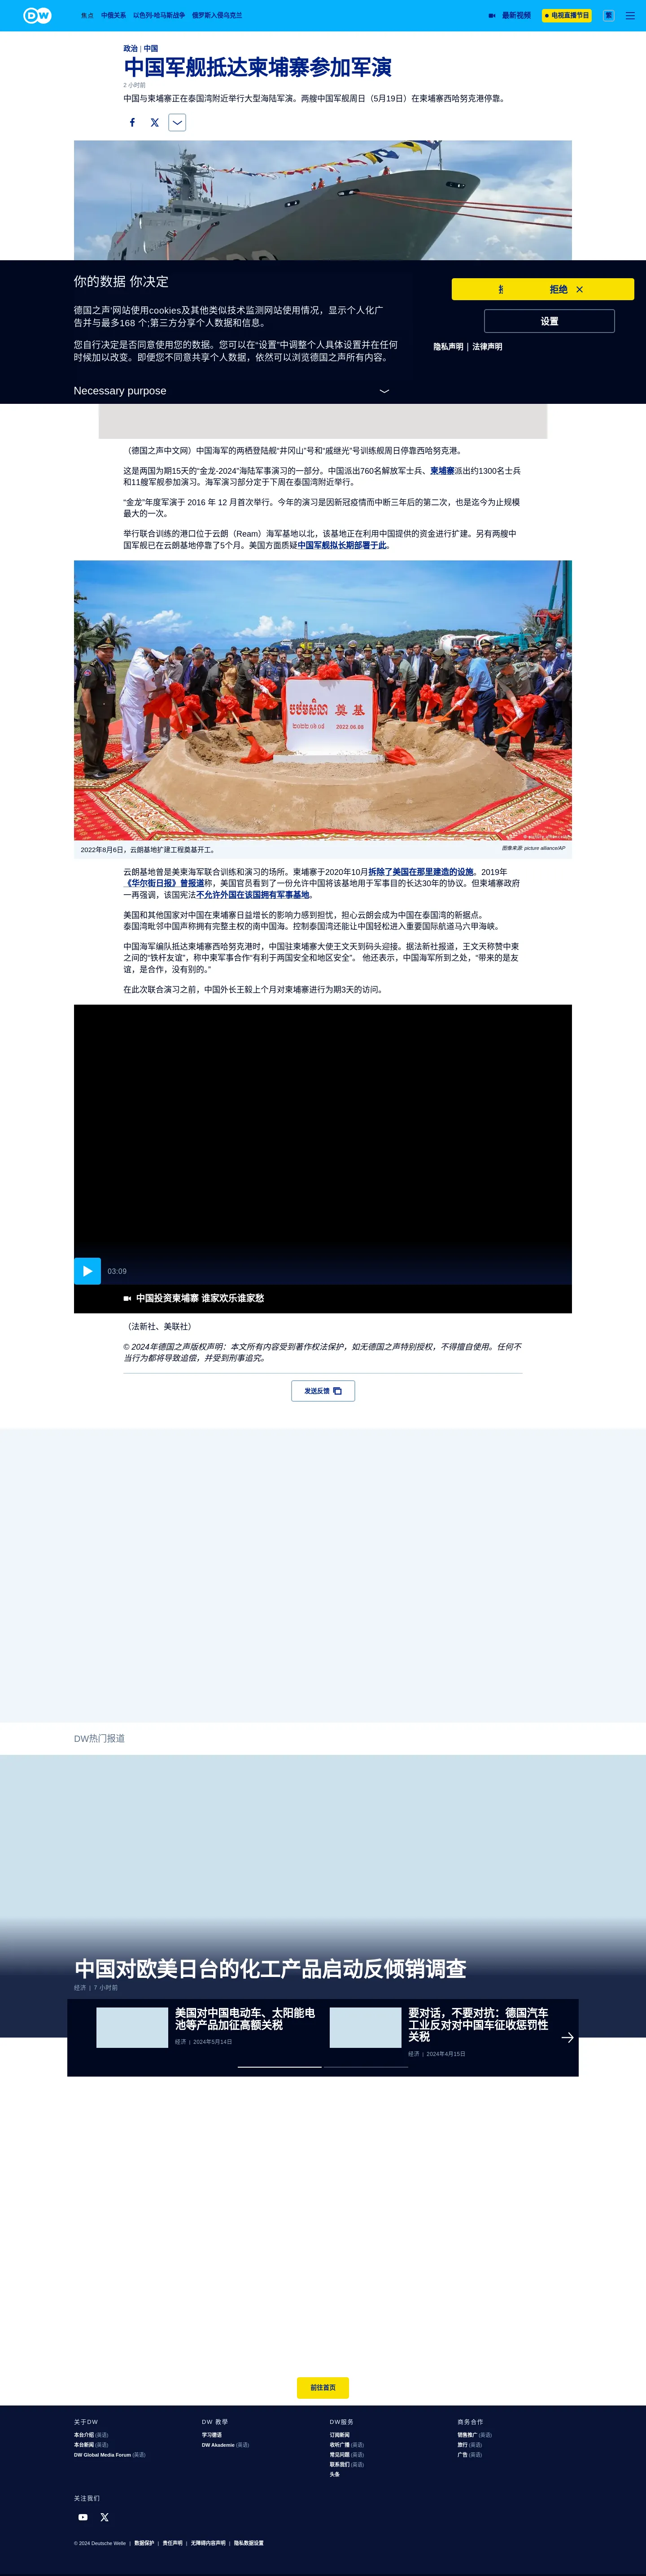 DW
焦点 中俄关系 以色列-哈马斯战争 俄罗斯入侵乌克兰 最新视频 电视直播节目 繁
政治 | 中国
中国军舰抵达柬埔寨参加军演
2 小时前
中国与柬埔寨正在泰国湾附近举行大型海陆军演。两艘中国军舰周日（5月19日）在柬埔寨西哈努克港停靠。
你的数据 你决定
拒绝
德国之声'网站使用cookies及其他类似技术监测网站使用情况，显示个人化广
告并与最多168 个;第三方分享个人数据和信息。
设置
您自行决定是否同意使用您的数据。您可以在“设置”中调整个人具体设置并在任何
时候加以改变。即便您不同意共享个人数据，依然可以浏览德国之声所有内容。
隐私声明 | 法律声明
Necessary purpose
（德国之声中文网）中国海军的两栖登陆舰“井冈山”号和“戚继光”号训练舰周日停靠西哈努克港。
这是两国为期15天的“金龙-2024”海陆军事演习的一部分。中国派出760名解放军士兵、柬埔寨派出约1300名士兵
和11艘军舰参加演习。海军演习部分定于下周在泰国湾附近举行。
“金龙”年度军演于 2016 年 12 月首次举行。今年的演习是因新冠疫情而中断三年后的第二次，也是迄今为止规模
最大的一次。
举行联合训练的港口位于云朗（Ream）海军基地以北，该基地正在利用中国提供的资金进行扩建。另有两艘中
国军舰已在云朗基地停靠了5个月。美国方面质疑中国军舰拟长期部署于此。
奠基
2022.06.08
2022年8月6日，云朗基地扩建工程奠基开工。
图像来源: picture alliance/AP
云朗基地曾是美柬海军联合训练和演习的场所。柬埔寨于2020年10月拆除了美国在那里建造的设施。2019年
《华尔街日报》曾报道称，美国官员看到了一份允许中国将该基地用于军事目的长达30年的协议。但柬埔寨政府
一再强调，该国宪法不允许外国在该国拥有军事基地。
美国和其他国家对中国在柬埔寨日益增长的影响力感到担忧，担心云朗会成为中国在泰国湾的新据点。
泰国湾毗邻中国声称拥有完整主权的南中国海。控制泰国湾还能让中国轻松进入重要国际航道马六甲海峡。
中国海军编队抵达柬埔寨西哈努克港时，中国驻柬埔寨大使王文天到码头迎接。据法新社报道，王文天称赞中柬
之间的“铁杆友谊”，称中柬军事合作“有利于两国安全和地区安全”。 他还表示，中国海军所到之处，“带来的是友
谊，是合作，没有别的。”
在此次联合演习之前，中国外长王毅上个月对柬埔寨进行为期3天的访问。
03:09
中国投资柬埔寨 谁家欢乐谁家愁
（法新社、美联社）
© 2024年德国之声版权声明：本文所有内容受到著作权法保护，如无德国之声特别授权，不得擅自使用。任何不
当行为都将导致追偿，并受到刑事追究。
发送反馈
DW热门报道
中国对欧美日台的化工产品启动反倾销调查
经济 | 7 小时前
美国对中国电动车、太阳能电
池等产品加征高额关税
经济 | 2024年5月14日
要对话，不要对抗：德国汽车
工业反对对中国车征收惩罚性
关税
经济 | 2024年4月15日
前往首页
关于DW
本台介绍 (英语)
本台新闻 (英语)
DW Global Media Forum (英语)
DW 教學
学习德语
DW Akademie (英语)
DW服务
订阅新闻
收听广播 (英语)
常见问题 (英语)
联系我们 (英语)
头条
商务合作
销售推广 (英语)
旅行 (英语)
广告 (英语)
关注我们
© 2024 Deutsche Welle | 数据保护 | 责任声明 | 无障碍内容声明 | 隐私数据设置